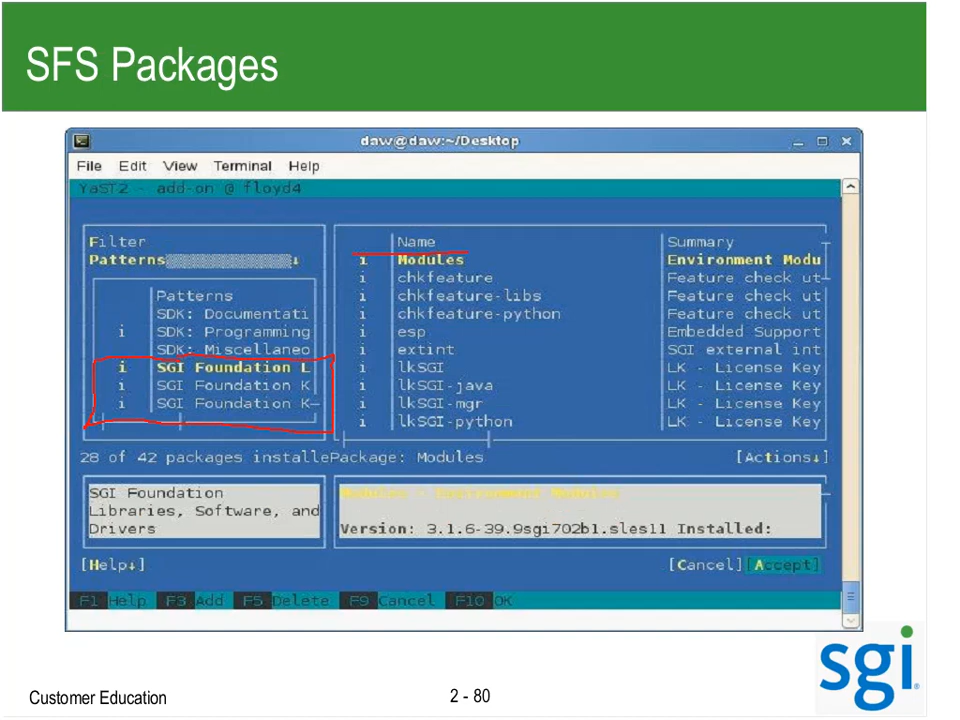 SFS Packages
daw@daw:~/Desktop
File Edit View Terminal Help
YaST2 - add-on @ floyd4
Filter
Patterns
Patterns
SDK: Documentati
i SDK: Programming
SDK: Miscellaneo
i SGI Foundation L
i SGI Foundation K
i SGI Foundation K
Name Summary
i Modules Environment Modu
i chkfeature Feature check ut
i chkfeature-libs Feature check ut
i chkfeature-python Feature check ut
i esp Embedded Support
i extint SGI external int
i lkSGI LK - License Key
i lkSGI-java LK - License Key
i lkSGI-mgr LK - License Key
i lkSGI-python LK - License Key
28 of 42 packages installePackage: Modules [Actions↓]
SGI Foundation
Libraries, Software, and
Drivers
Modules - Environment Modules
Version: 3.1.6-39.9sgi702b1.sles11 Installed:
[Help↓] [Cancel][Accept]
F1 Help F3 Add F5 Delete F9 Cancel F10 OK
sgi
Customer Education 2 - 80